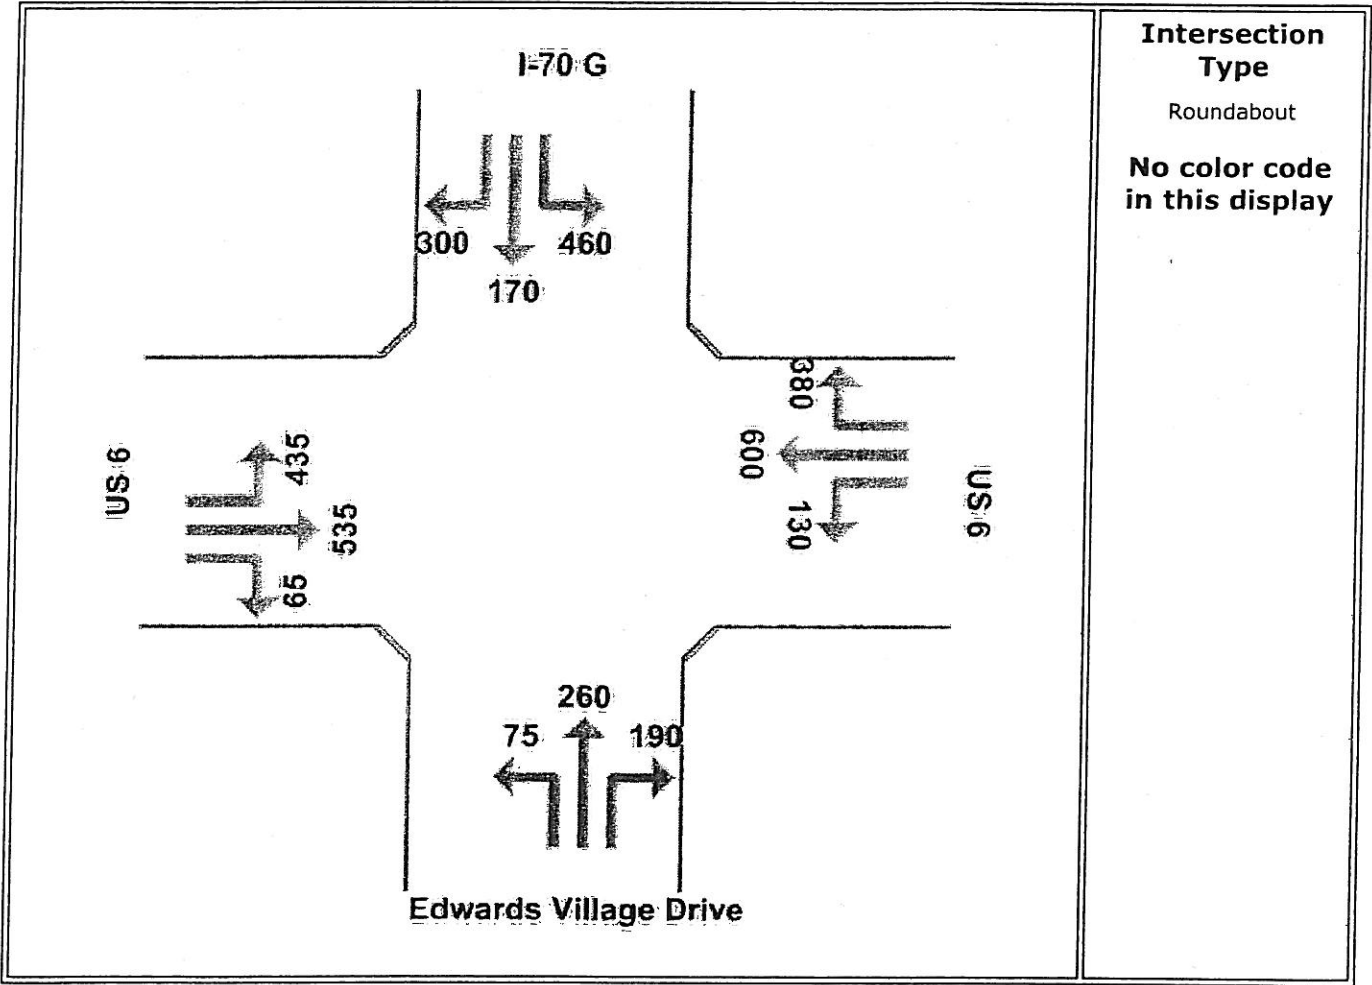 I-70 G
Intersection
Type
Roundabout
No color code
in this display
300
460
170
380
600
130
US 6
US 6
435
535
65
260
75
190
Edwards Village Drive